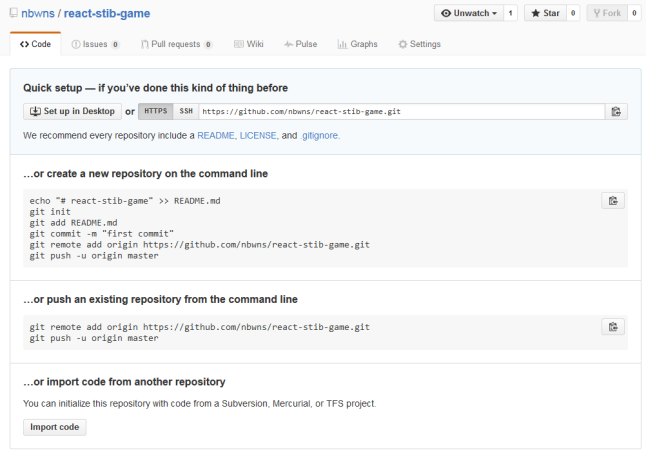 nbwns / react-stib-game
Unwatch 1 Star 0 Fork 0
Code Issues 0 Pull requests 0 Wiki Pulse Graphs Settings
Quick setup — if you've done this kind of thing before
Set up in Desktop or HTTPS SSH https://github.com/nbwns/react-stib-game.git
We recommend every repository include a README, LICENSE, and .gitignore.
…or create a new repository on the command line
echo "# react-stib-game" >> README.md
git init
git add README.md
git commit -m "first commit"
git remote add origin https://github.com/nbwns/react-stib-game.git
git push -u origin master
…or push an existing repository from the command line
git remote add origin https://github.com/nbwns/react-stib-game.git
git push -u origin master
…or import code from another repository
You can initialize this repository with code from a Subversion, Mercurial, or TFS project.
Import code